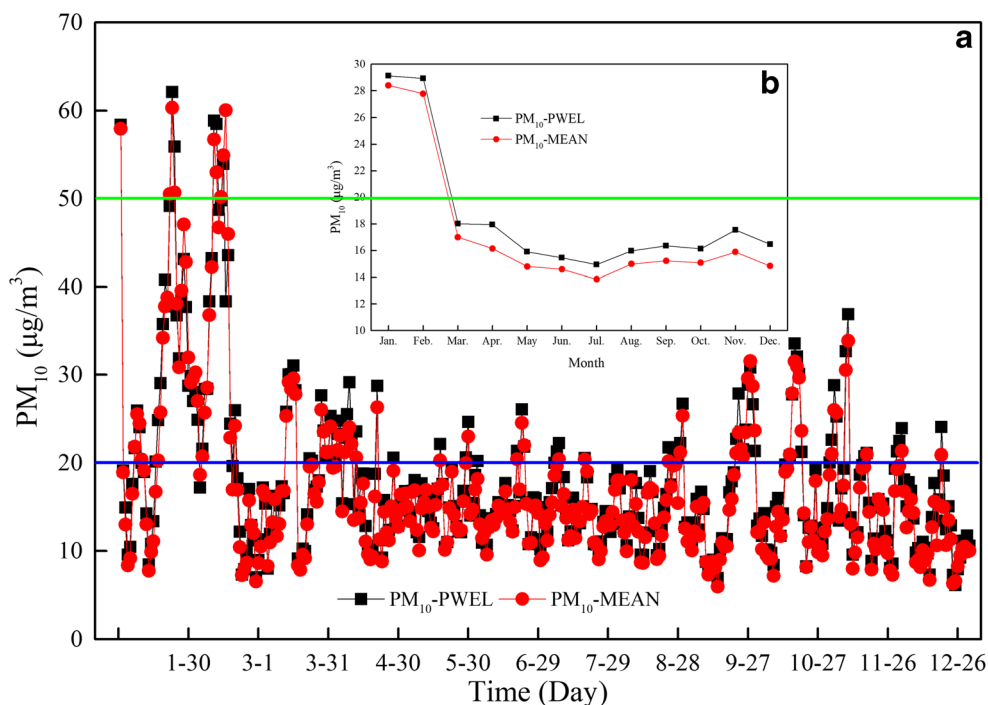 a
70
60
50
40
30
20
10
0
PM10 (μg/m3)
1-30 3-1 3-31 4-30 5-30 6-29 7-29 8-28 9-27 10-27 11-26 12-26
Time (Day)
PM10-PWEL PM10-MEAN
b
30
28
26
24
22
20
18
16
14
12
10
PM10 (μg/m3)
PM10-PWEL
PM10-MEAN
Jan. Feb. Mar. Apr. May Jun. Jul. Aug. Sep. Oct. Nov. Dec.
Month